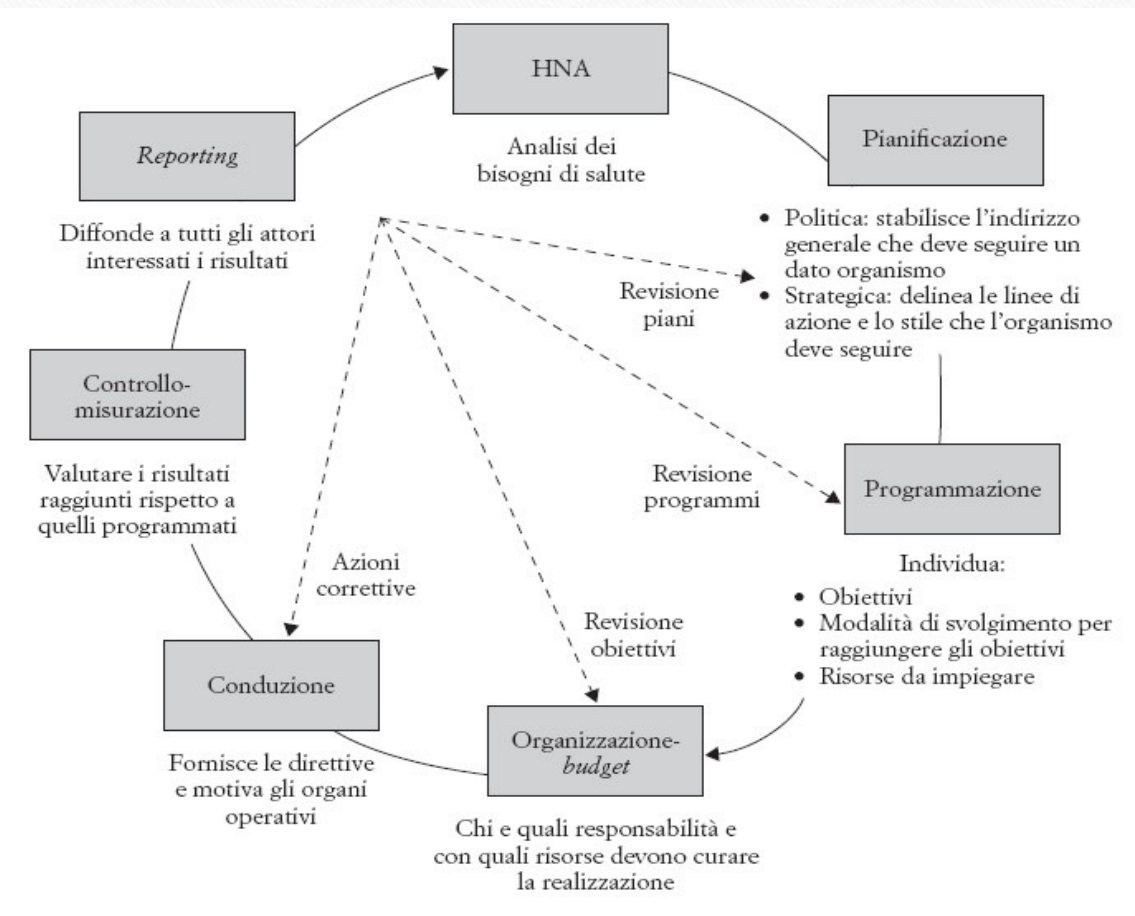 HNA
Analisi dei
bisogni di salute
Pianificazione
• Politica: stabilisce l'indirizzo
generale che deve seguire un
dato organismo
• Strategica: delinea le linee di
azione e lo stile che l'organismo
deve seguire
Programmazione
Individua:
• Obiettivi
• Modalità di svolgimento per
raggiungere gli obiettivi
• Risorse da impiegare
Organizzazione-
budget
Chi e quali responsabilità e
con quali risorse devono curare
la realizzazione
Conduzione
Fornisce le direttive
e motiva gli organi
operativi
Controllo-
misurazione
Valutare i risultati
raggiunti rispetto a
quelli programmati
Reporting
Diffonde a tutti gli attori
interessati i risultati
Revisione
piani
Revisione
programmi
Revisione
obiettivi
Azioni
correttive